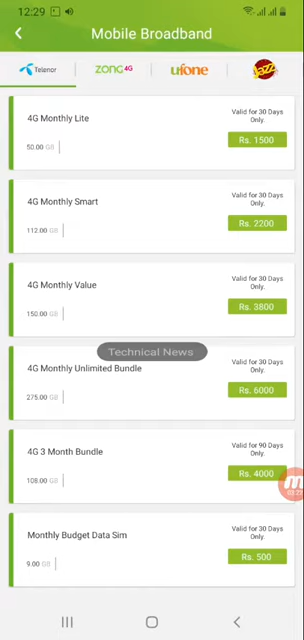 12:29
Mobile Broadband
Telenor
ZONG 4G
ufone
Jazz
4G Monthly Lite
Valid for 30 Days
Only.
50.00 GB
Rs. 1500
4G Monthly Smart
Valid for 30 Days
Only.
112.00 GB
Rs. 2200
4G Monthly Value
Valid for 30 Days
Only.
150.00 GB
Rs. 3800
Technical News
4G Monthly Unlimited Bundle
Valid for 30 Days
Only.
275.00 GB
Rs. 6000
4G 3 Month Bundle
Valid for 90 Days
Only.
108.00 GB
Rs. 4000
Monthly Budget Data Sim
Valid for 30 Days
Only.
9.00 GB
Rs. 500